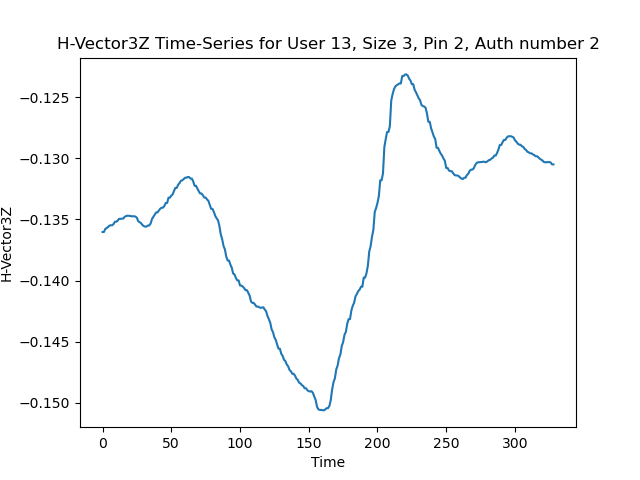 H-Vector3Z Time-Series for User 13, Size 3, Pin 2, Auth number 2
H-Vector3Z
−0.125
−0.130
−0.135
−0.140
−0.145
−0.150
0 50 100 150 200 250 300
Time